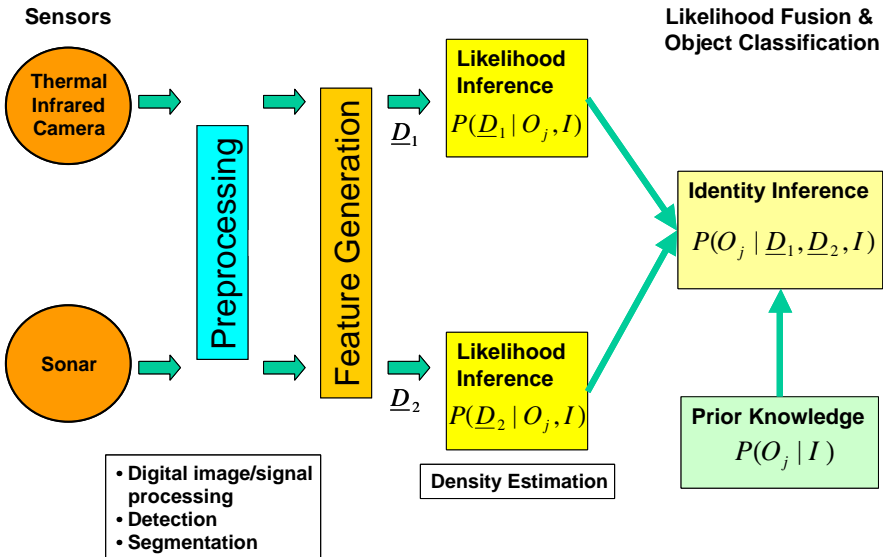 Sensors
Likelihood Fusion &
Object Classification
Thermal
Infrared
Camera
Sonar
Preprocessing
Feature Generation
D₁
D₂
Likelihood
Inference
P(D₁ | Oⱼ, I)
Likelihood
Inference
P(D₂ | Oⱼ, I)
Identity Inference
P(Oⱼ | D₁, D₂, I)
Prior Knowledge
P(Oⱼ | I)
• Digital image/signal
processing
• Detection
• Segmentation
Density Estimation